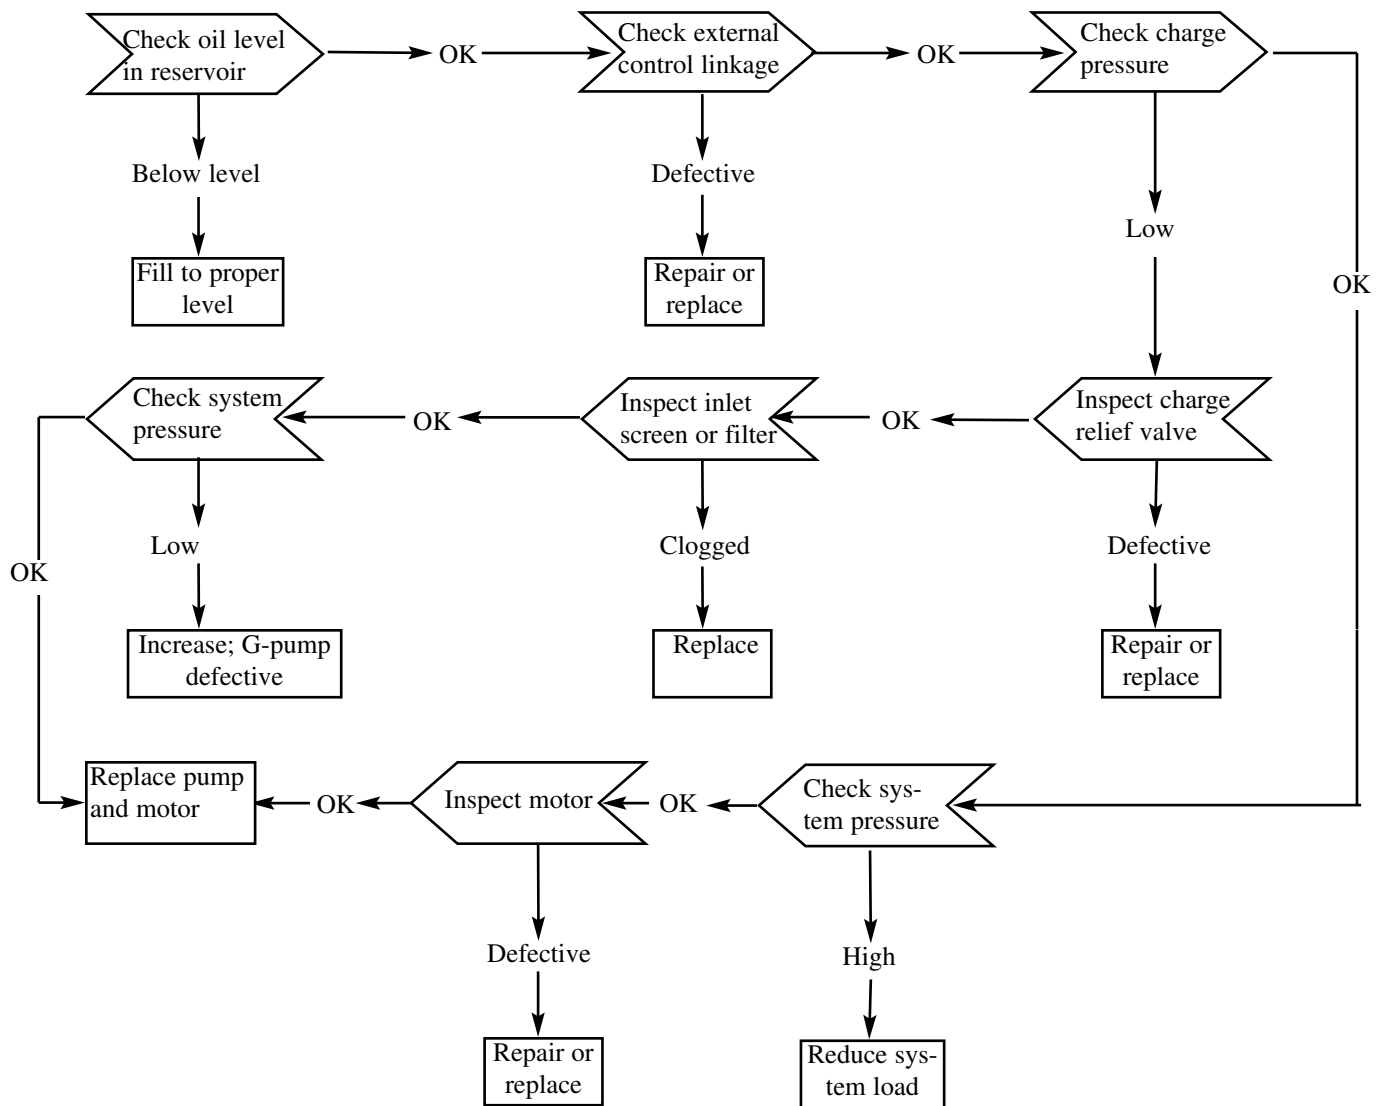 Check oil level
in reservoir
OK
Check external
control linkage
OK
Check charge
pressure
Below level
Defective
Low
Fill to proper
level
Repair or
replace
OK
Check system
pressure
OK
Inspect inlet
screen or filter
OK
Inspect charge
relief valve
OK
Low
Clogged
Defective
Increase; G-pump
defective
Replace
Repair or
replace
Replace pump
and motor
OK
Inspect motor
OK
Check sys-
tem pressure
Defective
High
Repair or
replace
Reduce sys-
tem load